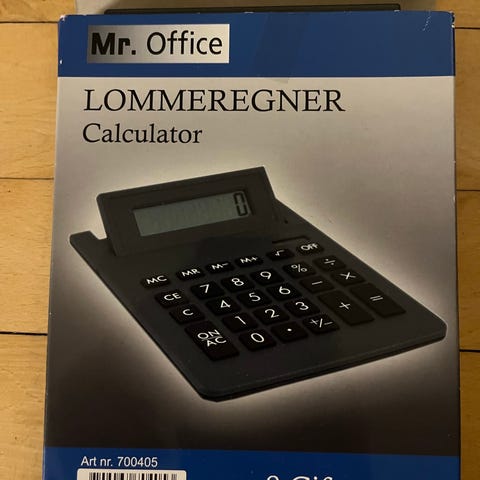 Mr. Office
LOMMEREGNER
Calculator
0
MC MR M- M+ √ OFF
CE 7 8 9 % ÷
C 4 5 6 − ×
ON/AC 1 2 3 + =
0 . +/-
Art nr. 700405